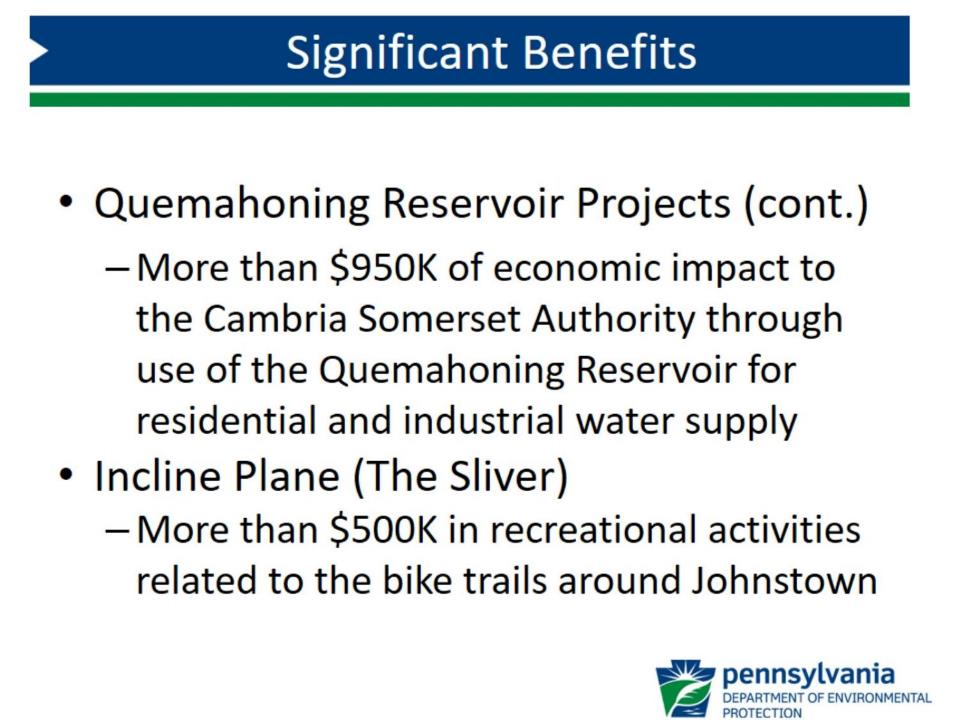 Significant Benefits
• Quemahoning Reservoir Projects (cont.)
– More than $950K of economic impact to
the Cambria Somerset Authority through
use of the Quemahoning Reservoir for
residential and industrial water supply
• Incline Plane (The Sliver)
– More than $500K in recreational activities
related to the bike trails around Johnstown
pennsylvania
DEPARTMENT OF ENVIRONMENTAL
PROTECTION